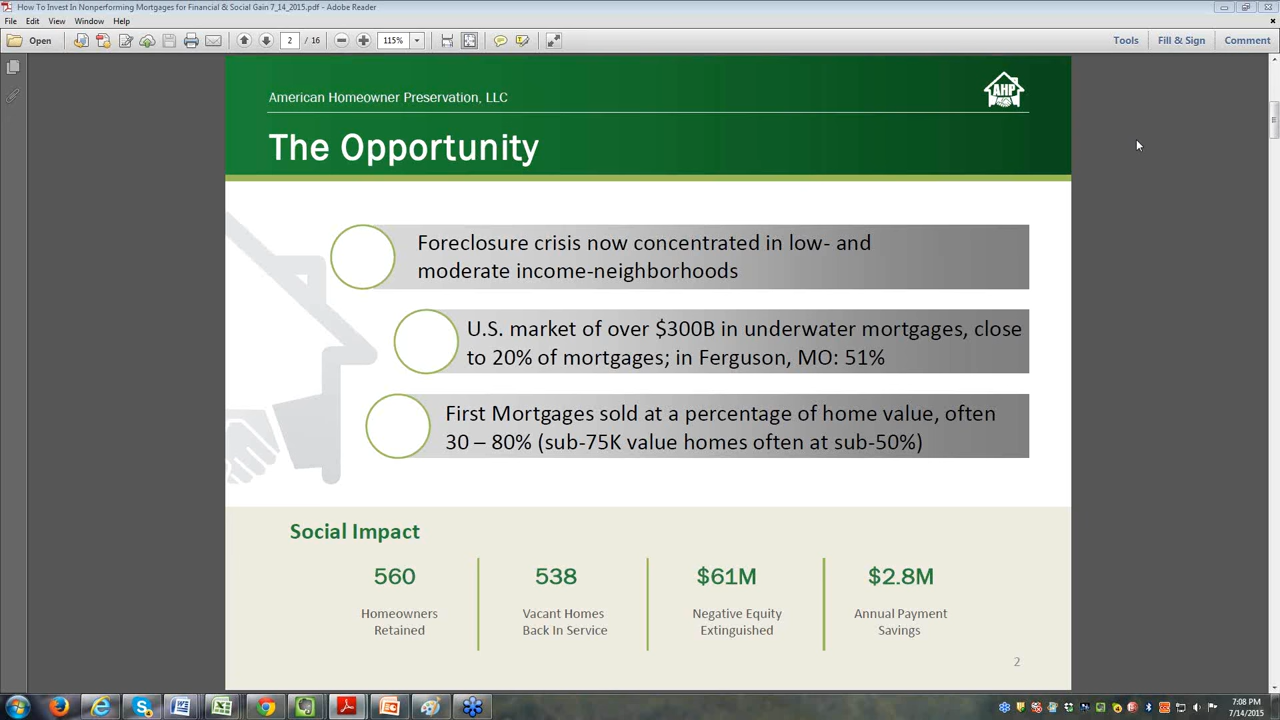 How To Invest In Nonperforming Mortgages for Financial & Social Gain 7_14_2015.pdf - Adobe Reader
File Edit View Window Help
Open 2 / 16 115% Tools Fill & Sign Comment
American Homeowner Preservation, LLC
AHP
The Opportunity
Foreclosure crisis now concentrated in low- and
moderate income-neighborhoods
U.S. market of over $300B in underwater mortgages, close
to 20% of mortgages; in Ferguson, MO: 51%
First Mortgages sold at a percentage of home value, often
30 – 80% (sub-75K value homes often at sub-50%)
Social Impact
560 538 $61M $2.8M
Homeowners Vacant Homes Negative Equity Annual Payment
Retained Back In Service Extinguished Savings
2
7:08 PM
7/14/2015